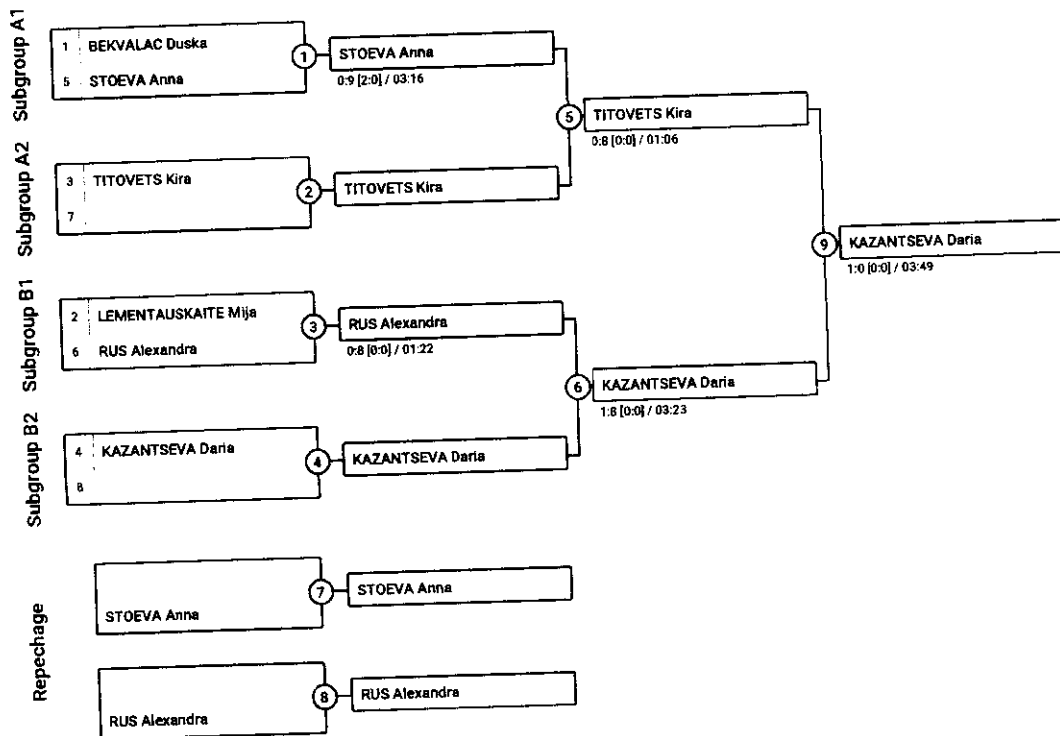 Subgroup A1
1 BEKVALAC Duska
5 STOEVA Anna
1
STOEVA Anna
0:9 [2:0] / 03:16
5
TITOVETS Kira
0:8 [0:0] / 01:06
Subgroup A2
3 TITOVETS Kira
7
2
TITOVETS Kira
9
KAZANTSEVA Daria
1:0 [0:0] / 03:49
Subgroup B1
2 LEMENTAUSKAITE Mija
6 RUS Alexandra
3
RUS Alexandra
0:8 [0:0] / 01:22
6
KAZANTSEVA Daria
1:8 [0:0] / 03:23
Subgroup B2
4 KAZANTSEVA Daria
8
4
KAZANTSEVA Daria
Repechage
STOEVA Anna
7
STOEVA Anna
RUS Alexandra
8
RUS Alexandra